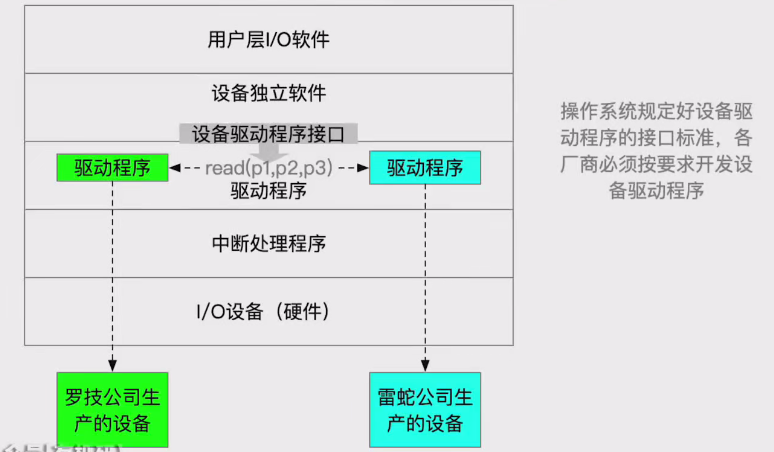 用户层I/O软件
设备独立软件
设备驱动程序接口
驱动程序
read(p1,p2,p3)
驱动程序
驱动程序
中断处理程序
I/O设备（硬件）
罗技公司生
产的设备
雷蛇公司生
产的设备
操作系统规定好设备驱
动程序的接口标准，各
厂商必须按要求开发设
备驱动程序